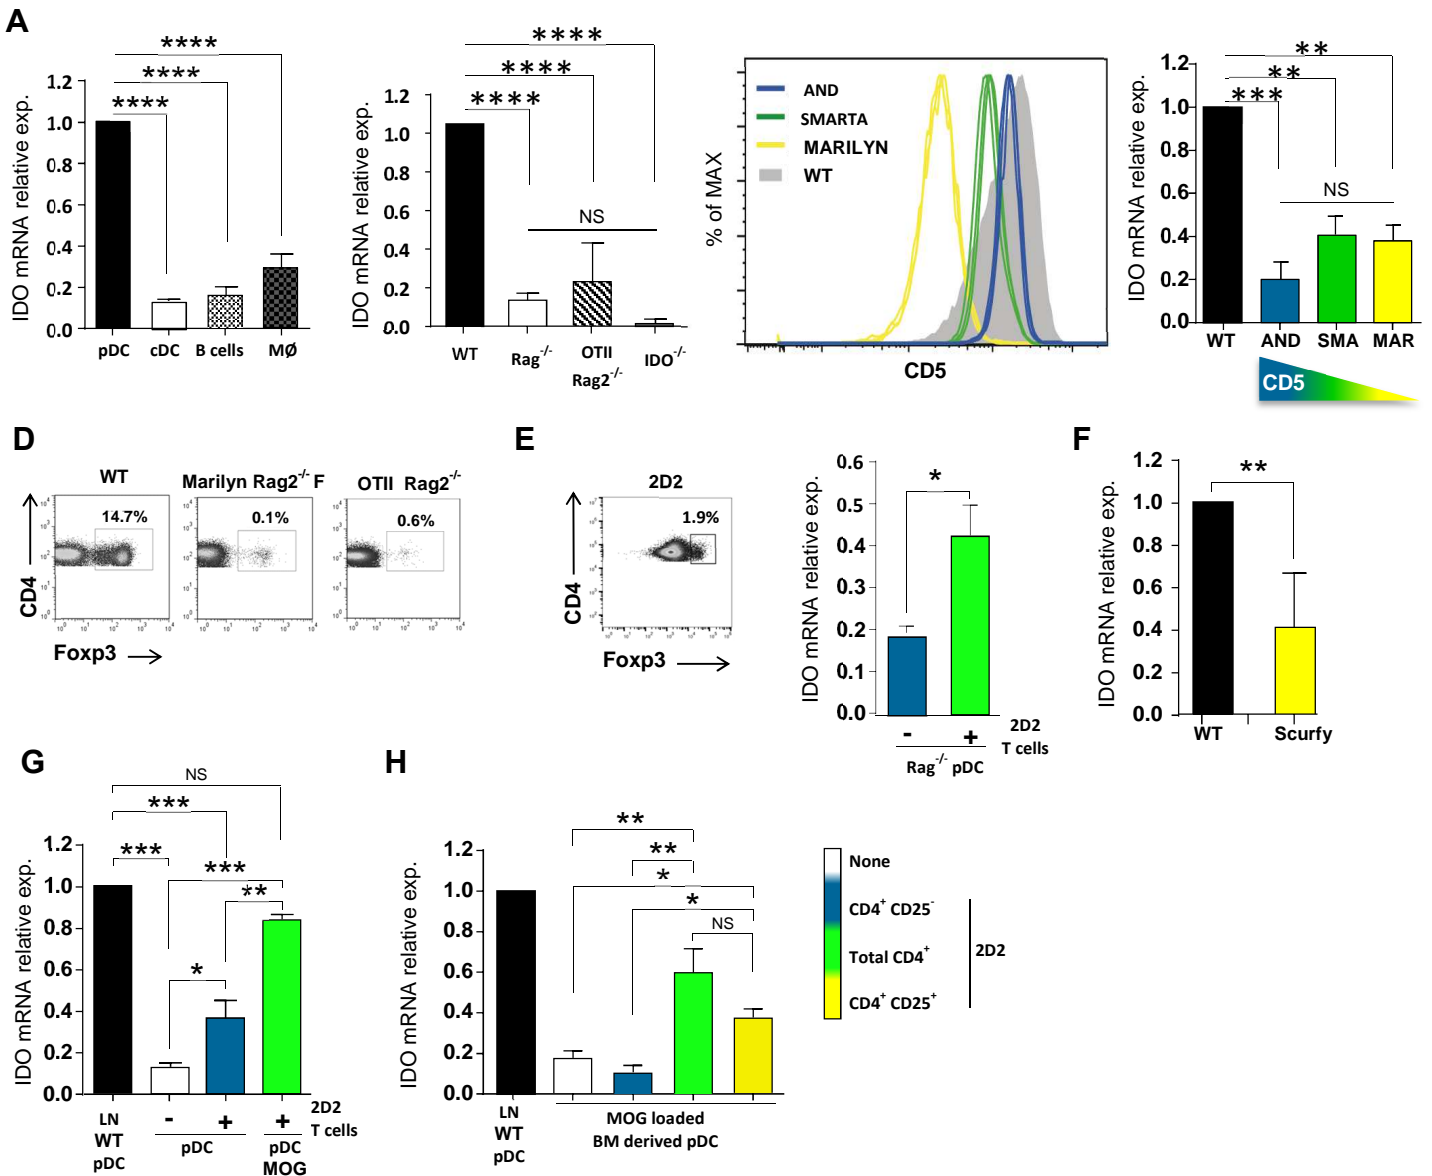 A
IDO mRNA relative exp.
1.2
1.0
0.8
0.6
0.4
0.2
0.0
****
****
****
pDC cDC B cells MØ
IDO mRNA relative exp.
1.2
1.0
0.8
0.6
0.4
0.2
0.0
****
****
****
NS
WT Rag-/- OTII Rag2-/- IDO-/-
% of MAX
AND
SMARTA
MARILYN
WT
CD5
IDO mRNA relative exp.
1.2
1.0
0.8
0.6
0.4
0.2
0.0
**
**
***
NS
WT AND SMA MAR
CD5
D
WT
14.7%
Marilyn Rag2-/- F
0.1%
OTII Rag2-/-
0.6%
CD4
Foxp3
E
2D2
1.9%
CD4
Foxp3
IDO mRNA relative exp.
0.6
0.5
0.4
0.3
0.2
0.1
0.0
*
- + 2D2
T cells
Rag-/- pDC
F
IDO mRNA relative exp.
1.2
1.0
0.8
0.6
0.4
0.2
0.0
**
WT Scurfy
G
IDO mRNA relative exp.
1.2
1.0
0.8
0.6
0.4
0.2
0.0
NS
***
***
***
**
*
LN
WT
pDC
- + + 2D2
T cells
pDC pDC
MOG
H
IDO mRNA relative exp.
1.2
1.0
0.8
0.6
0.4
0.2
0.0
**
**
*
*
NS
LN
WT
pDC
MOG loaded
BM derived pDC
None
CD4+ CD25-
Total CD4+
CD4+ CD25+
2D2